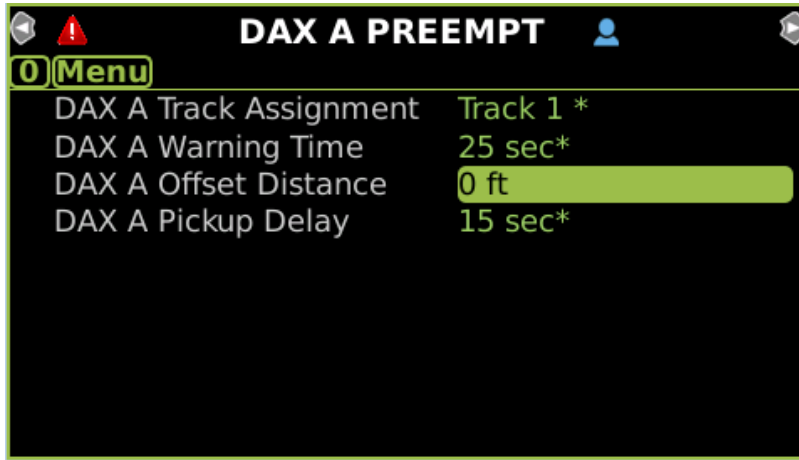 DAX A PREEMPT
0 Menu
DAX A Track Assignment Track 1 *
DAX A Warning Time 25 sec*
DAX A Offset Distance 0 ft
DAX A Pickup Delay 15 sec*